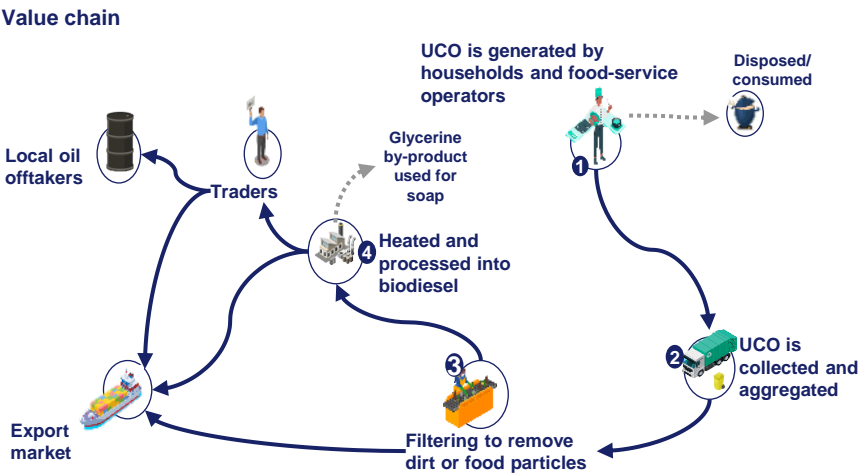 Value chain
UCO is generated by
households and food-service
operators
Disposed/
consumed
1
Glycerine
by-product
used for
soap
Local oil
offtakers
Traders
4
Heated and
processed into
biodiesel
2
UCO is
collected and
aggregated
3
Filtering to remove
dirt or food particles
Export
market